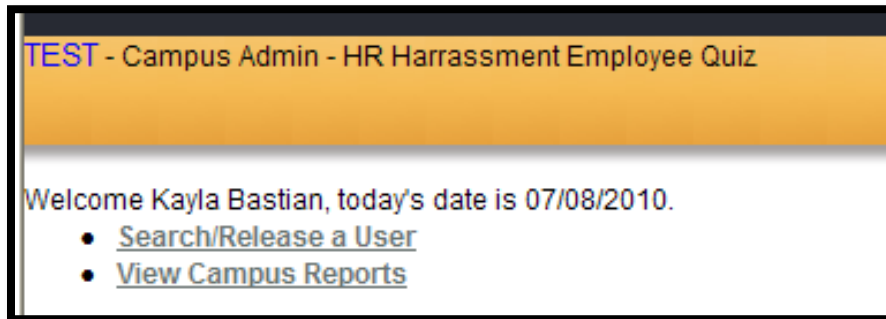 TEST - Campus Admin - HR Harrassment Employee Quiz
Welcome Kayla Bastian, today's date is 07/08/2010.
• Search/Release a User
• View Campus Reports